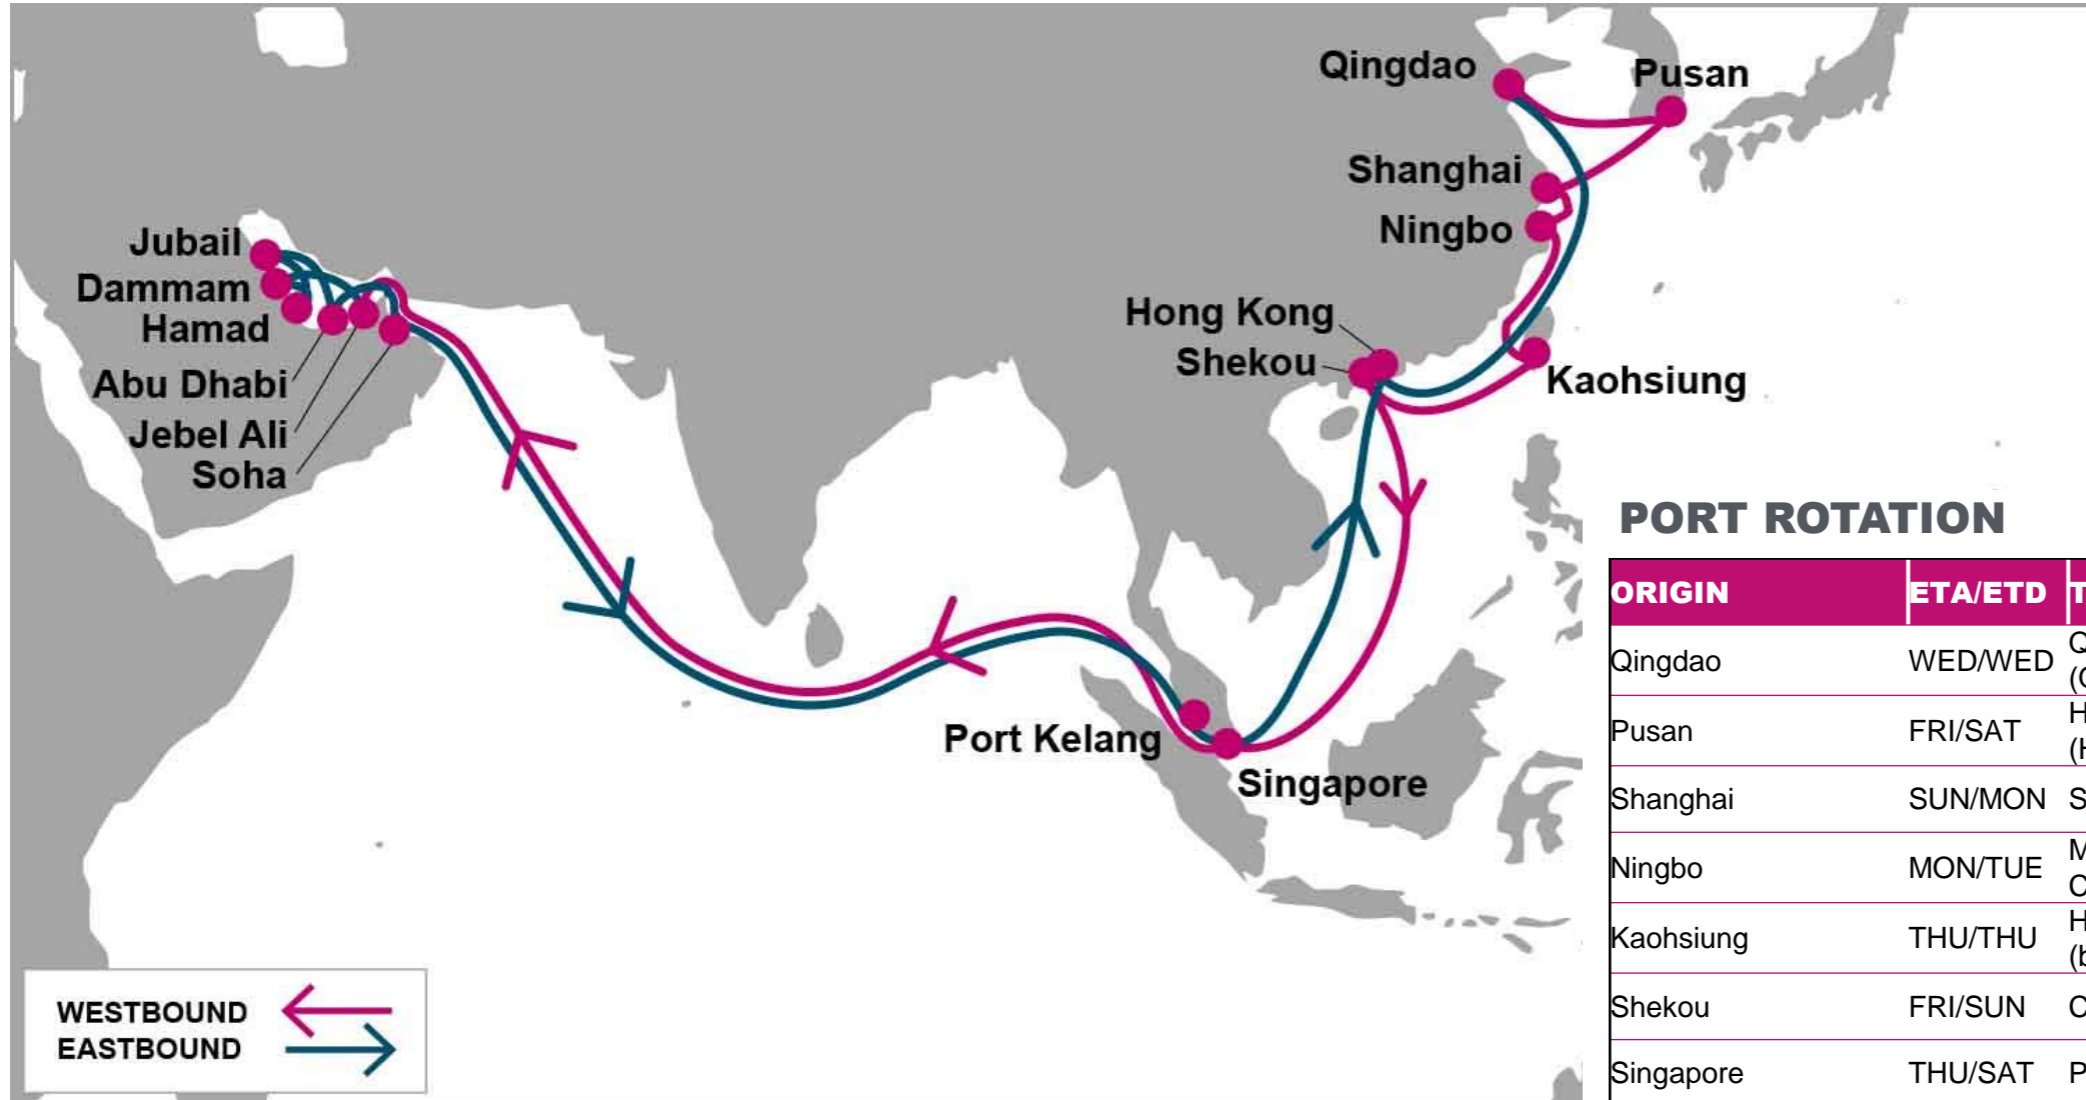 Qingdao
Pusan
Shanghai
Ningbo
Jubail
Dammam
Hamad
Abu Dhabi
Jebel Ali
Soha
Hong Kong
Shekou
Kaohsiung
Port Kelang
Singapore
WESTBOUND
EASTBOUND
PORT ROTATION
ORIGIN ETA/ETD
Qingdao WED/WED
Pusan FRI/SAT
Shanghai SUN/MON
Ningbo MON/TUE
Kaohsiung THU/THU
Shekou FRI/SUN
Singapore THU/SAT